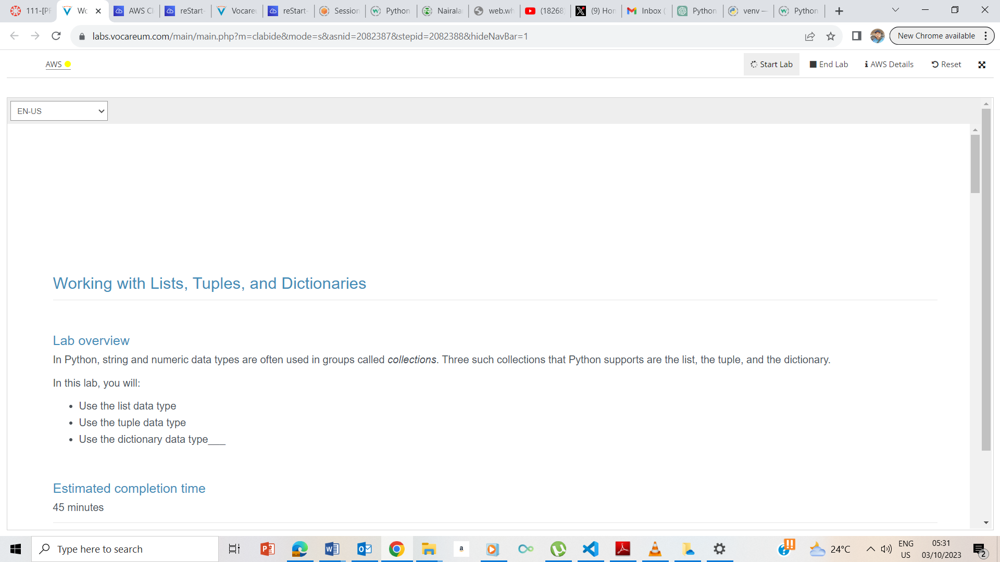 111-[PF
Wo
AWS Cl
reStart-
Vocareu
reStart-
Session
Python
Nairala
web.wh
(18268)
(9) Hom
Inbox (
Python
venv —
Python
labs.vocareum.com/main/main.php?m=clabide&mode=s&asnid=2082387&stepid=2082388&hideNavBar=1
New Chrome available
AWS
Start Lab
End Lab
AWS Details
Reset
EN-US
Working with Lists, Tuples, and Dictionaries
Lab overview
In Python, string and numeric data types are often used in groups called collections. Three such collections that Python supports are the list, the tuple, and the dictionary.
In this lab, you will:
• Use the list data type
• Use the tuple data type
• Use the dictionary data type___
Estimated completion time
45 minutes
Type here to search
24°C
ENG
US
05:31
03/10/2023
2